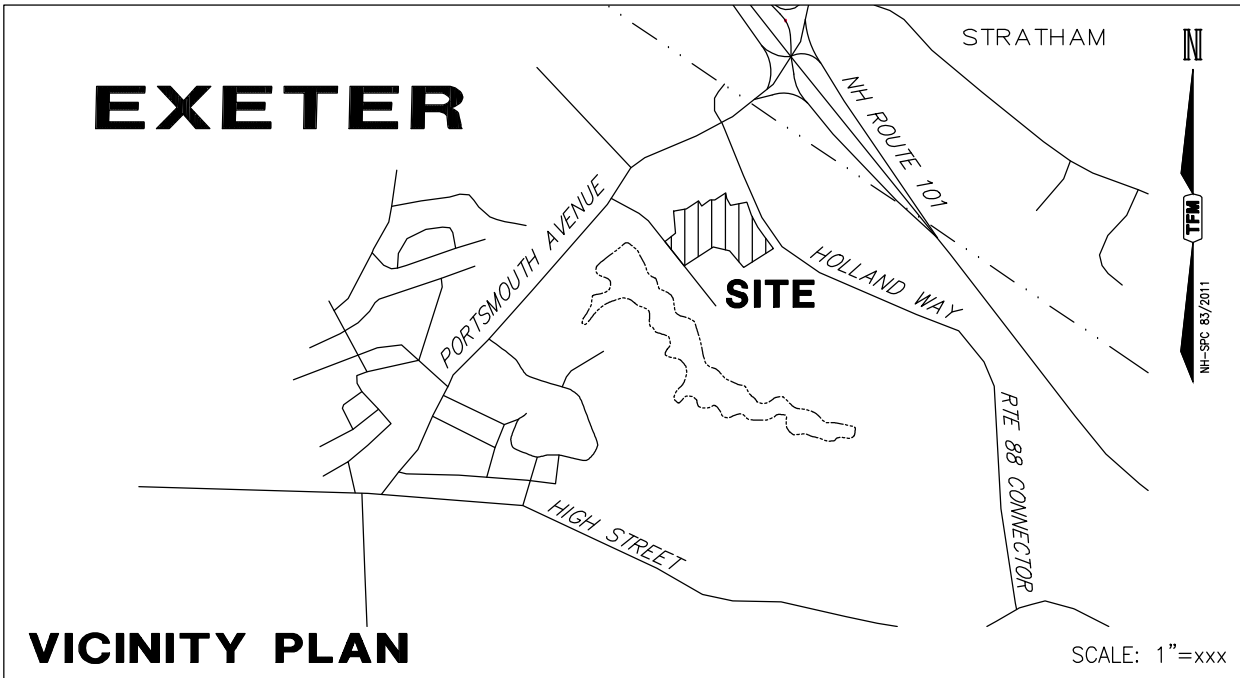 STRATHAM
N
EXETER
NH ROUTE 101
PORTSMOUTH AVENUE
TFM
HOLLAND WAY
SITE
NH-SPC 83/2011
RTE 88 CONNECTOR
HIGH STREET
VICINITY PLAN
SCALE: 1"=xxx